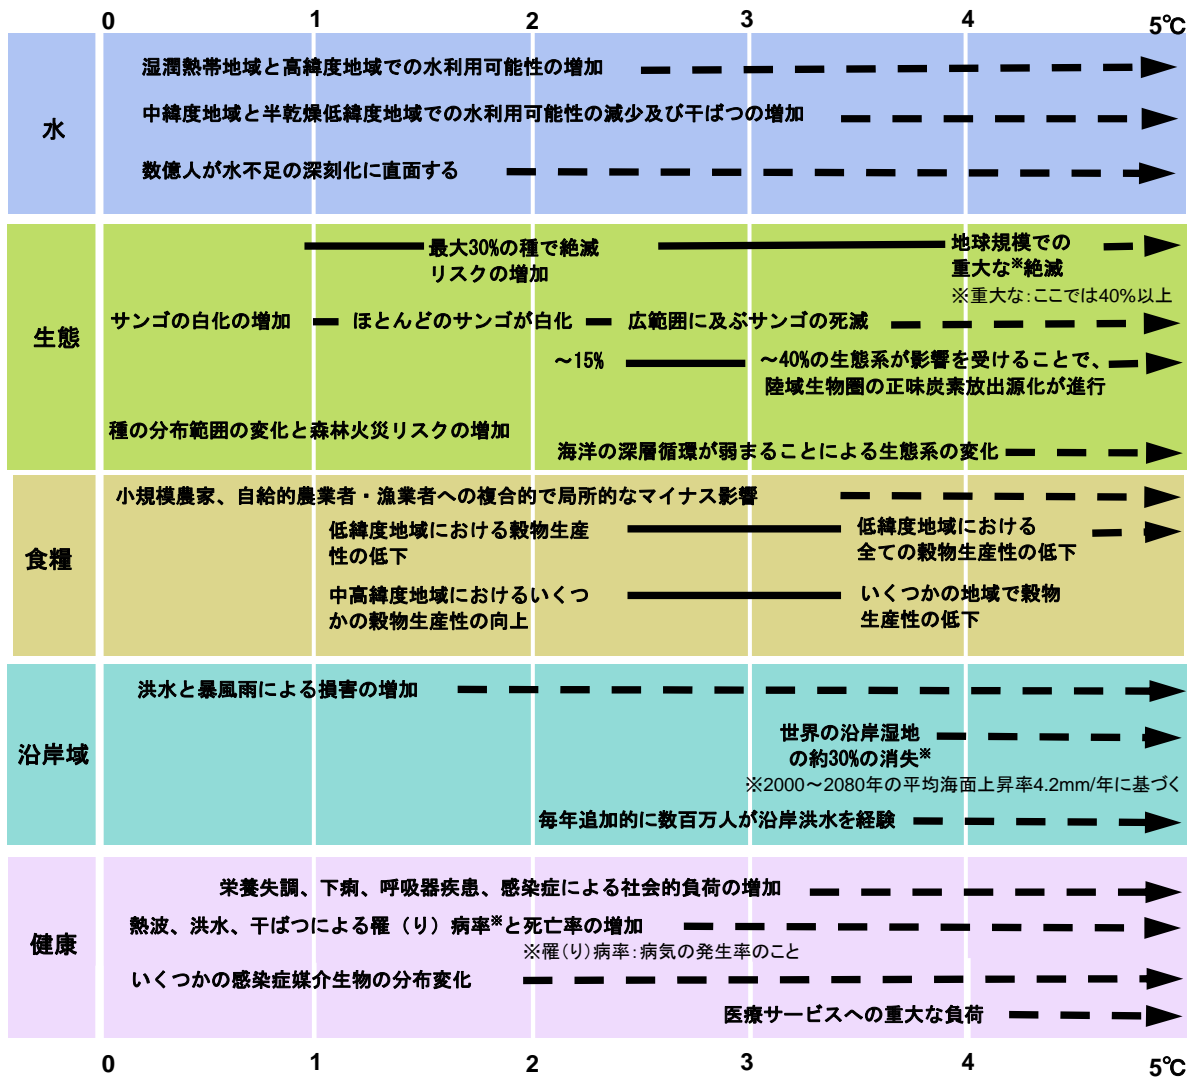 0 1 2 3 4 5℃
水
湿潤熱帯地域と高緯度地域での水利用可能性の増加
中緯度地域と半乾燥低緯度地域での水利用可能性の減少及び干ばつの増加
数億人が水不足の深刻化に直面する
生態
最大30%の種で絶滅
リスクの増加
地球規模での
重大な※絶滅
※重大な：ここでは40%以上
サンゴの白化の増加
ほとんどのサンゴが白化
広範囲に及ぶサンゴの死滅
～15%
～40%の生態系が影響を受けることで、
陸域生物圏の正味炭素放出源化が進行
種の分布範囲の変化と森林火災リスクの増加
海洋の深層循環が弱まることによる生態系の変化
食糧
小規模農家、自給的農業者・漁業者への複合的で局所的なマイナス影響
低緯度地域における穀物生産
性の低下
低緯度地域における
全ての穀物生産性の低下
中高緯度地域におけるいくつ
かの穀物生産性の向上
いくつかの地域で穀物
生産性の低下
沿岸域
洪水と暴風雨による損害の増加
世界の沿岸湿地
の約30%の消失※
※2000～2080年の平均海面上昇率4.2mm/年に基づく
毎年追加的に数百万人が沿岸洪水を経験
健康
栄養失調、下痢、呼吸器疾患、感染症による社会的負荷の増加
熱波、洪水、干ばつによる罹（り）病率※と死亡率の増加
※罹（り）病率：病気の発生率のこと
いくつかの感染症媒介生物の分布変化
医療サービスへの重大な負荷
0 1 2 3 4 5℃